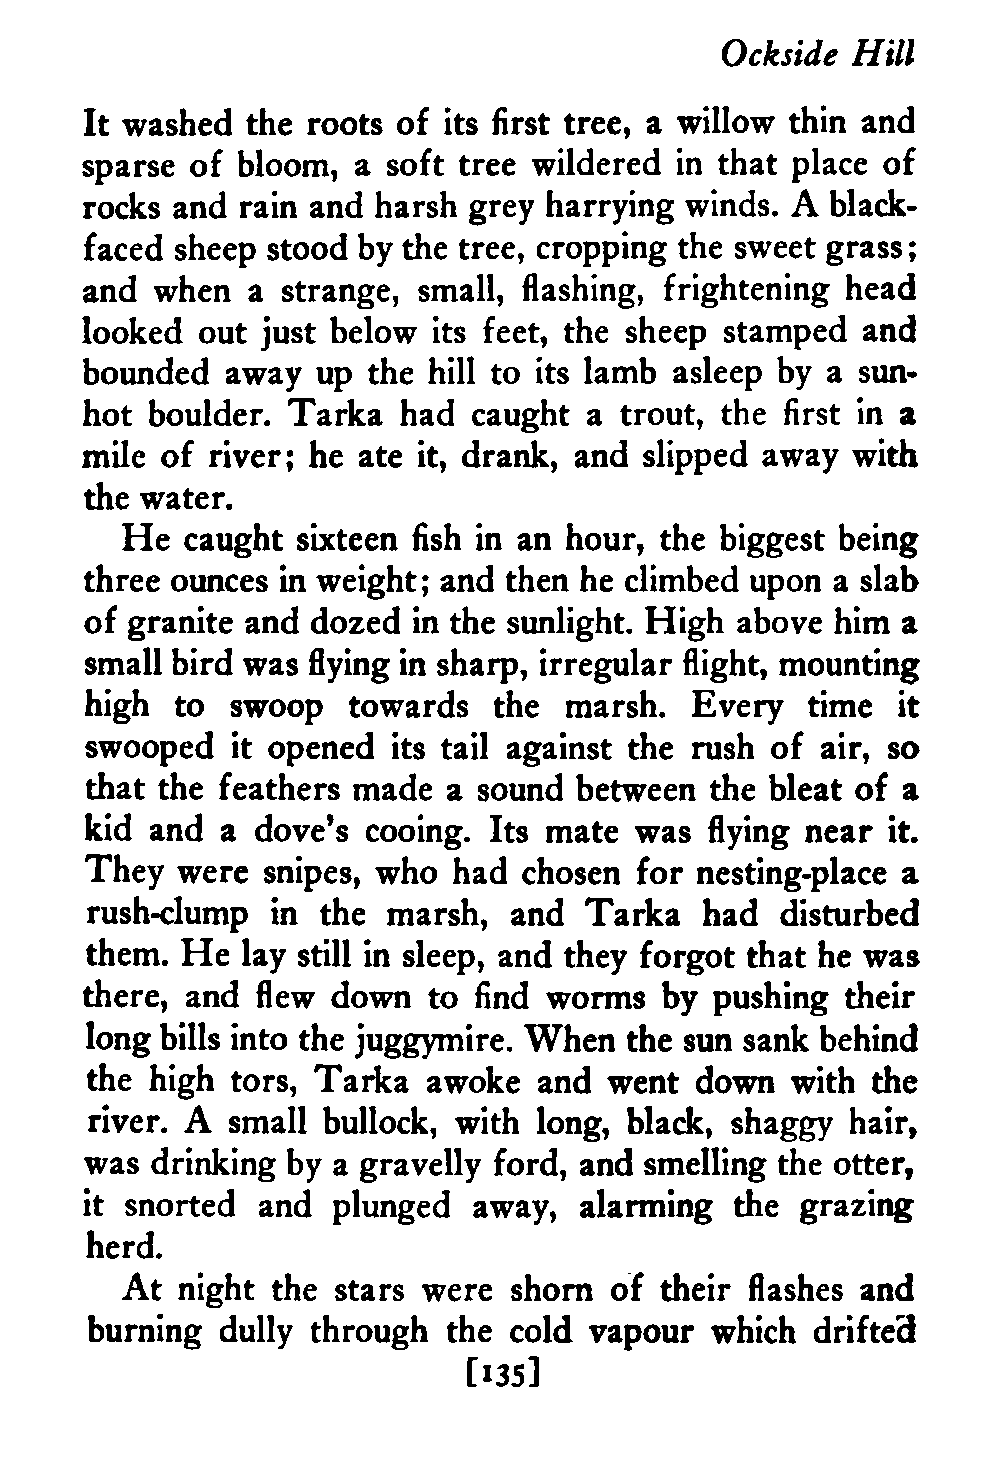 Ockside Hill
It washed the roots of its first tree, a willow thin and
sparse of bloom, a soft tree wildered in that place of
rocks and rain and harsh grey harrying winds. A black-
faced sheep stood by the tree, cropping the sweet grass;
and when a strange, small, flashing, frightening head
looked out just below its feet, the sheep stamped and
bounded away up the hill to its lamb asleep by a sun-
hot boulder. Tarka had caught a trout, the first in a
mile of river; he ate it, drank, and slipped away with
the water.
He caught sixteen fish in an hour, the biggest being
three ounces in weight; and then he climbed upon a slab
of granite and dozed in the sunlight. High above him a
small bird was flying in sharp, irregular flight, mounting
high to swoop towards the marsh. Every time it
swooped it opened its tail against the rush of air, so
that the feathers made a sound between the bleat of a
kid and a dove's cooing. Its mate was flying near it.
They were snipes, who had chosen for nesting-place a
rush-clump in the marsh, and Tarka had disturbed
them. He lay still in sleep, and they forgot that he was
there, and flew down to find worms by pushing their
long bills into the juggymire. When the sun sank behind
the high tors, Tarka awoke and went down with the
river. A small bullock, with long, black, shaggy hair,
was drinking by a gravelly ford, and smelling the otter,
it snorted and plunged away, alarming the grazing
herd.
At night the stars were shorn of their flashes and
burning dully through the cold vapour which drifted
[135]